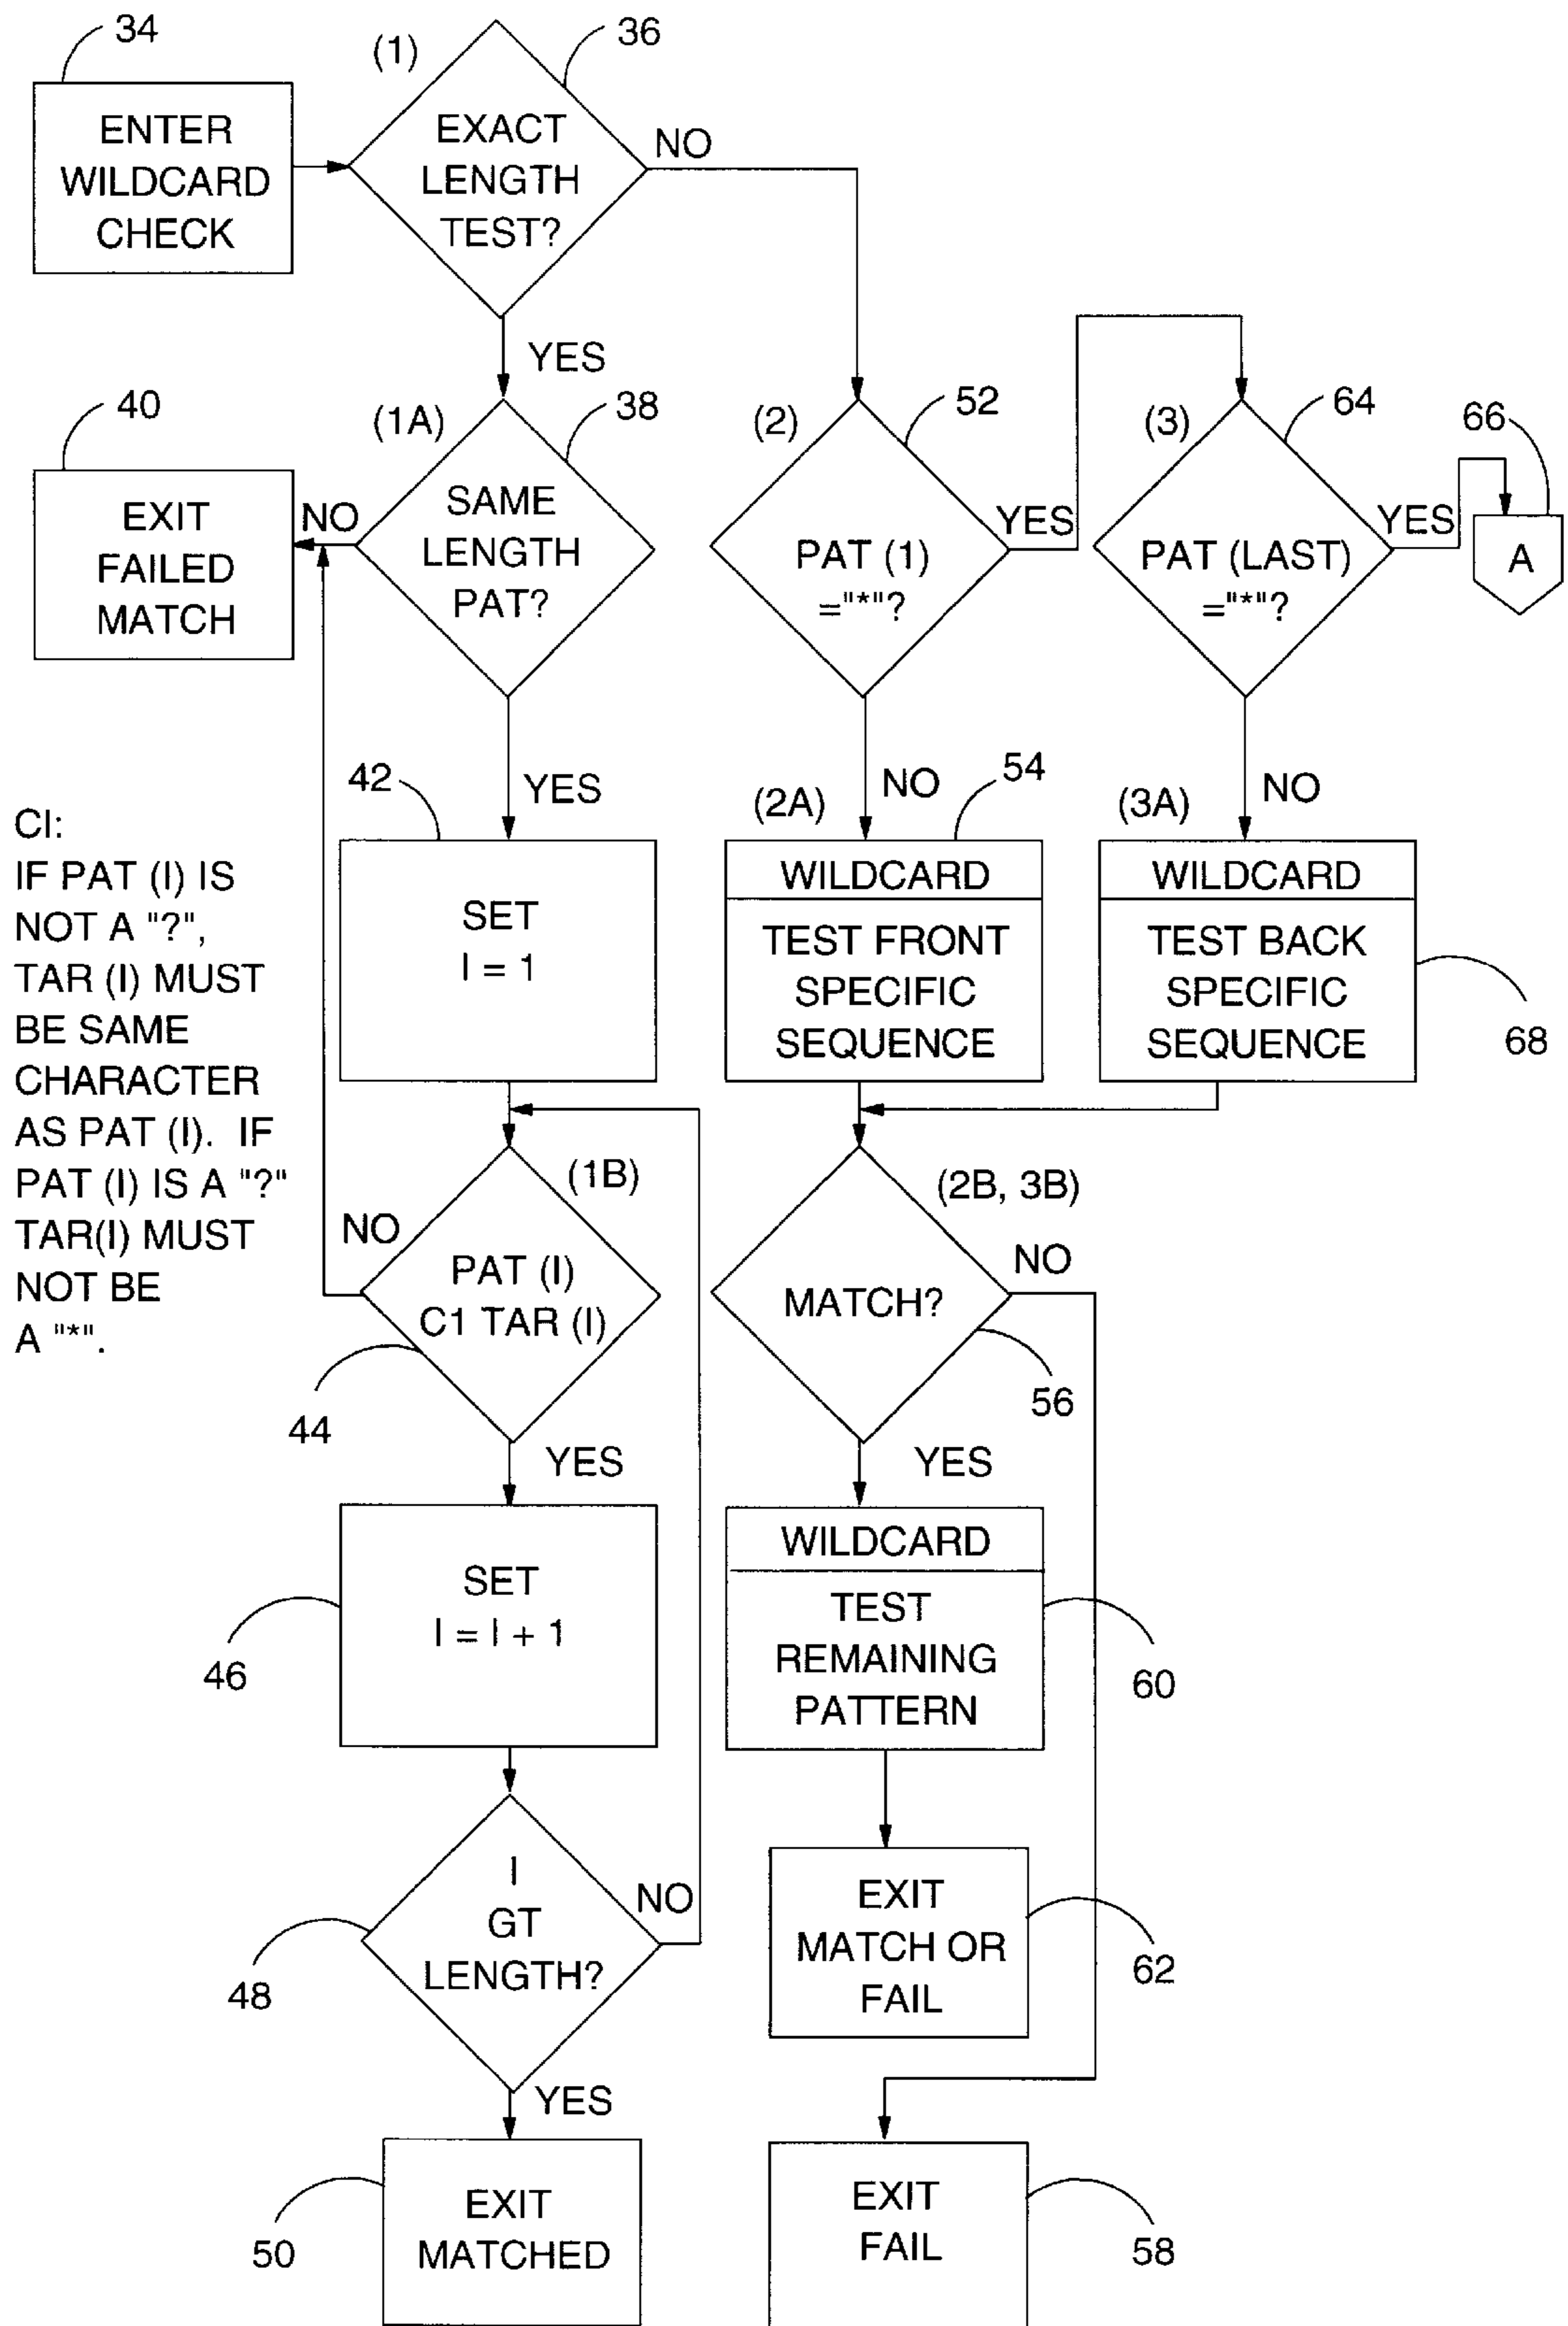 34
ENTER
WILDCARD
CHECK
(1)
36
EXACT
LENGTH
TEST?
NO
YES
40
EXIT
FAILED
MATCH
NO
(1A)
38
SAME
LENGTH
PAT?
YES
(2)
52
PAT (1)
="*"?
YES
NO
(3)
64
PAT (LAST)
="*"?
YES
NO
66
A
CI:
IF PAT (I) IS
NOT A "?",
TAR (I) MUST
BE SAME
CHARACTER
AS PAT (I). IF
PAT (I) IS A "?"
TAR(I) MUST
NOT BE
A "*".
42
SET
I = 1
(2A)
54
WILDCARD
TEST FRONT
SPECIFIC
SEQUENCE
(3A)
WILDCARD
TEST BACK
SPECIFIC
SEQUENCE
68
(1B)
NO
PAT (I)
C1 TAR (I)
44
YES
(2B, 3B)
MATCH?
NO
56
YES
SET
I = I + 1
46
WILDCARD
TEST
REMAINING
PATTERN
60
I
GT
LENGTH?
NO
48
YES
EXIT
MATCH OR
FAIL
62
EXIT
MATCHED
50
EXIT
FAIL
58